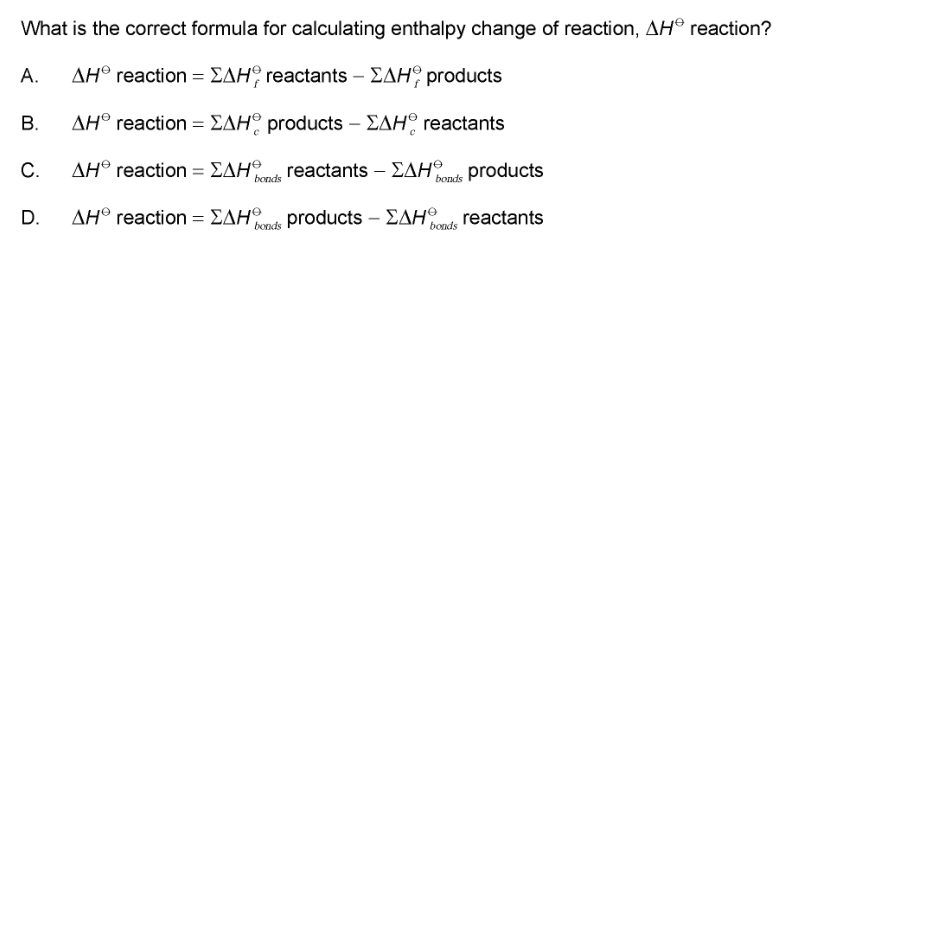 What is the correct formula for calculating enthalpy change of reaction, ΔH⊖ reaction?
A. ΔH⊖ reaction = ΣΔH⊖f reactants – ΣΔH⊖f products
B. ΔH⊖ reaction = ΣΔH⊖c products – ΣΔH⊖c reactants
C. ΔH⊖ reaction = ΣΔH⊖bonds reactants – ΣΔH⊖bonds products
D. ΔH⊖ reaction = ΣΔH⊖bonds products – ΣΔH⊖bonds reactants